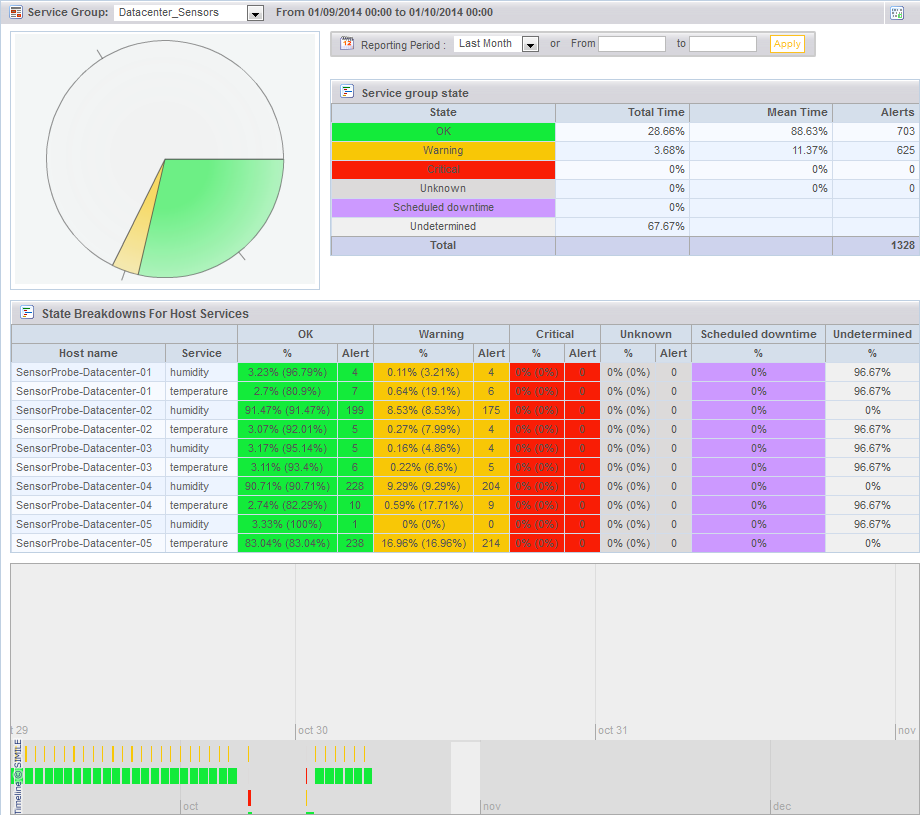 Service Group: Datacenter_Sensors From 01/09/2014 00:00 to 01/10/2014 00:00
12 Reporting Period : Last Month or From to Apply
Service group state
State Total Time Mean Time Alerts
OK 28.66% 88.63% 703
Warning 3.68% 11.37% 625
Critical 0% 0% 0
Unknown 0% 0% 0
Scheduled downtime 0%
Undetermined 67.67%
Total 1328
State Breakdowns For Host Services
OK Warning Critical Unknown Scheduled downtime Undetermined
Host name Service % Alert % Alert % Alert % Alert % %
SensorProbe-Datacenter-01 humidity 3.23% (96.79%) 4 0.11% (3.21%) 4 0% (0%) 0 0% (0%) 0 0% 96.67%
SensorProbe-Datacenter-01 temperature 2.7% (80.9%) 7 0.64% (19.1%) 6 0% (0%) 0 0% (0%) 0 0% 96.67%
SensorProbe-Datacenter-02 humidity 91.47% (91.47%) 199 8.53% (8.53%) 175 0% (0%) 0 0% (0%) 0 0% 0%
SensorProbe-Datacenter-02 temperature 3.07% (92.01%) 5 0.27% (7.99%) 4 0% (0%) 0 0% (0%) 0 0% 96.67%
SensorProbe-Datacenter-03 humidity 3.17% (95.14%) 5 0.16% (4.86%) 4 0% (0%) 0 0% (0%) 0 0% 96.67%
SensorProbe-Datacenter-03 temperature 3.11% (93.4%) 6 0.22% (6.6%) 5 0% (0%) 0 0% (0%) 0 0% 96.67%
SensorProbe-Datacenter-04 humidity 90.71% (90.71%) 228 9.29% (9.29%) 204 0% (0%) 0 0% (0%) 0 0% 0%
SensorProbe-Datacenter-04 temperature 2.74% (82.29%) 10 0.59% (17.71%) 9 0% (0%) 0 0% (0%) 0 0% 96.67%
SensorProbe-Datacenter-05 humidity 3.33% (100%) 1 0% (0%) 0 0% (0%) 0 0% (0%) 0 0% 96.67%
SensorProbe-Datacenter-05 temperature 83.04% (83.04%) 238 16.96% (16.96%) 214 0% (0%) 0 0% (0%) 0 0% 0%
t 29 oct 30 oct 31 nov
Timeline © SIMILE
oct nov dec